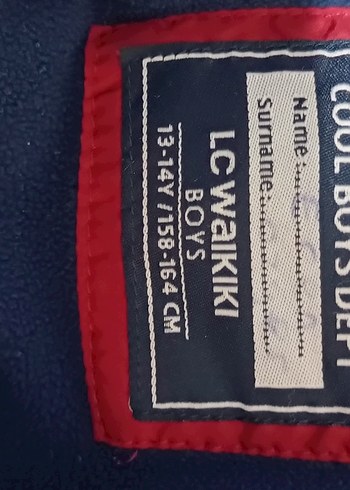 COOL BOYS DEPT
Name:
Surname:
LC WAIKIKI
BOYS
13-14Y / 158-164 CM